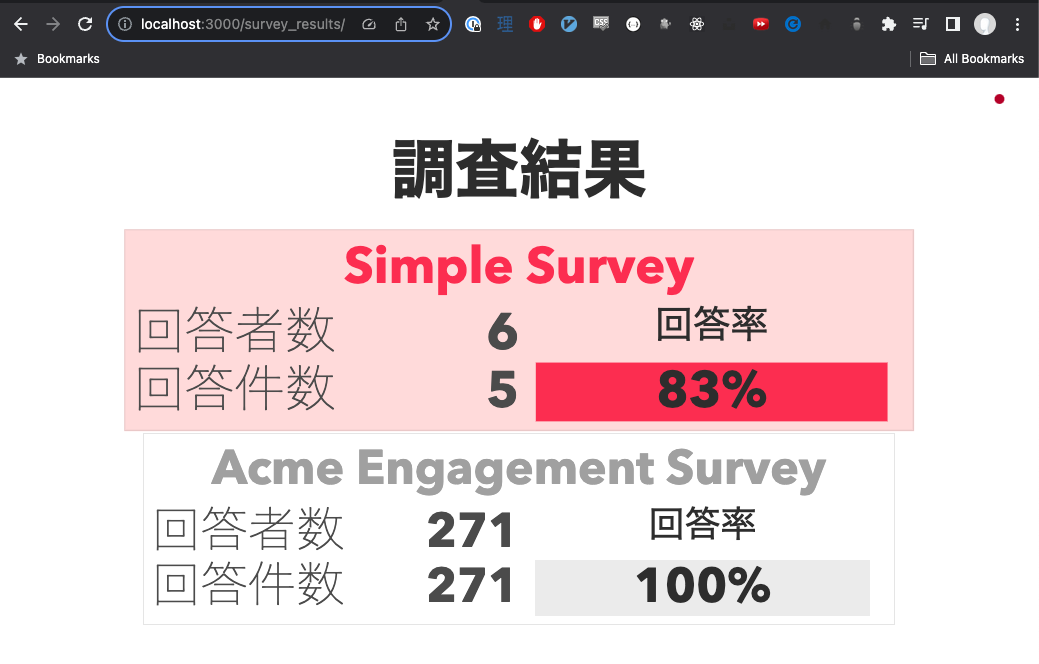 localhost:3000/survey_results/
理
CSF
Bookmarks
All Bookmarks
調査結果
Simple Survey
回答者数 6 回答率
回答件数 5 83%
Acme Engagement Survey
回答者数 271 回答率
回答件数 271 100%